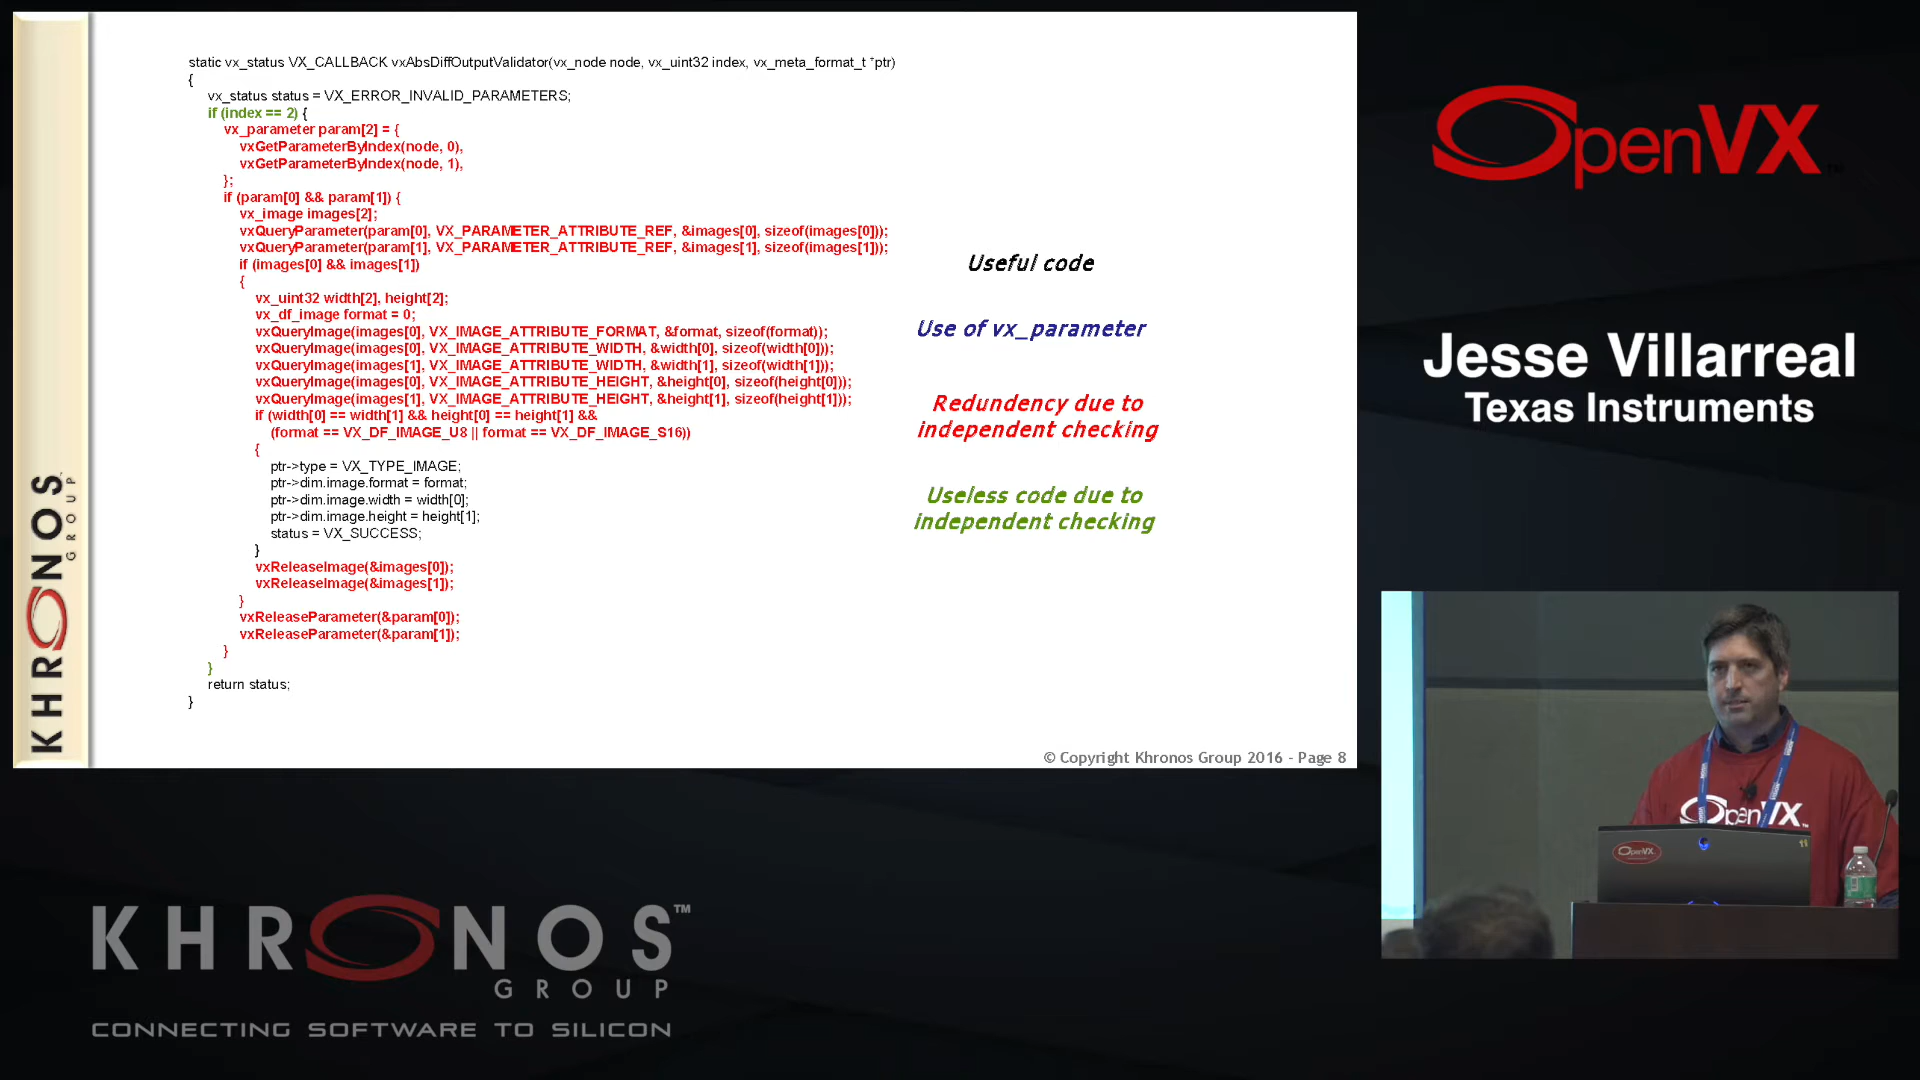 static vx_status VX_CALLBACK vxAbsDiffOutputValidator(vx_node node, vx_uint32 index, vx_meta_format_t *ptr)
{
vx_status status = VX_ERROR_INVALID_PARAMETERS;
if (index == 2) {
vx_parameter param[2] = {
vxGetParameterByIndex(node, 0),
vxGetParameterByIndex(node, 1),
};
if (param[0] && param[1]) {
vx_image images[2];
vxQueryParameter(param[0], VX_PARAMETER_ATTRIBUTE_REF, &images[0], sizeof(images[0]));
vxQueryParameter(param[1], VX_PARAMETER_ATTRIBUTE_REF, &images[1], sizeof(images[1]));
if (images[0] && images[1])
{
vx_uint32 width[2], height[2];
vx_df_image format = 0;
vxQueryImage(images[0], VX_IMAGE_ATTRIBUTE_FORMAT, &format, sizeof(format));
vxQueryImage(images[0], VX_IMAGE_ATTRIBUTE_WIDTH, &width[0], sizeof(width[0]));
vxQueryImage(images[1], VX_IMAGE_ATTRIBUTE_WIDTH, &width[1], sizeof(width[1]));
vxQueryImage(images[0], VX_IMAGE_ATTRIBUTE_HEIGHT, &height[0], sizeof(height[0]));
vxQueryImage(images[1], VX_IMAGE_ATTRIBUTE_HEIGHT, &height[1], sizeof(height[1]));
if (width[0] == width[1] && height[0] == height[1] &&
(format == VX_DF_IMAGE_U8 || format == VX_DF_IMAGE_S16))
{
ptr->type = VX_TYPE_IMAGE;
ptr->dim.image.format = format;
ptr->dim.image.width = width[0];
ptr->dim.image.height = height[1];
status = VX_SUCCESS;
}
vxReleaseImage(&images[0]);
vxReleaseImage(&images[1]);
}
vxReleaseParameter(&param[0]);
vxReleaseParameter(&param[1]);
}
}
return status;
}
Useful code
Use of vx_parameter
Redundency due to
independent checking
Useless code due to
independent checking
© Copyright Khronos Group 2016 - Page 8
KHRONOS
GROUP
OpenVX™
Jesse Villarreal
Texas Instruments
OpenVX
OpenVX
KHRONOS™
GROUP
CONNECTING SOFTWARE TO SILICON